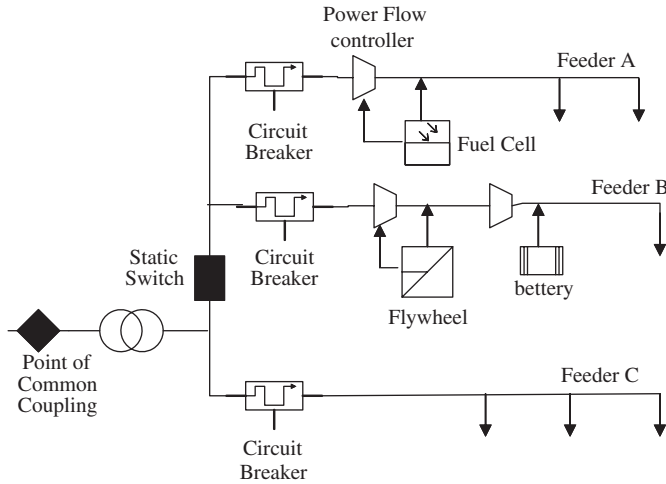 Power Flow
controller
Feeder A
Circuit
Breaker
Fuel Cell
Feeder B
Static
Switch
Circuit
Breaker
Flywheel
bettery
Point of
Common
Coupling
Feeder C
Circuit
Breaker